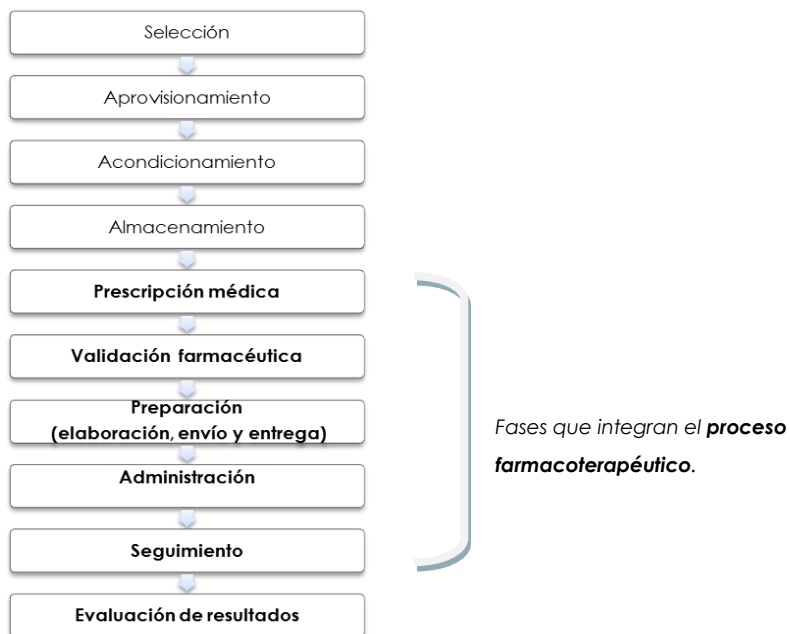 Selección
Aprovisionamiento
Acondicionamiento
Almacenamiento
Prescripción médica
Validación farmacéutica
Preparación
(elaboración, envío y entrega)
Administración
Seguimiento
Evaluación de resultados
Fases que integran el proceso
farmacoterapéutico.